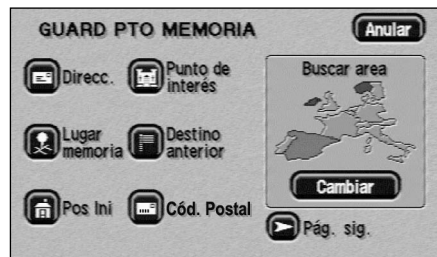 GUARD PTO MEMORIA
Anular
Direcc.
Punto de
interés
Buscar area
Lugar
memoria
Destino
anterior
Cambiar
Pos Ini
Cód. Postal
Pág. sig.